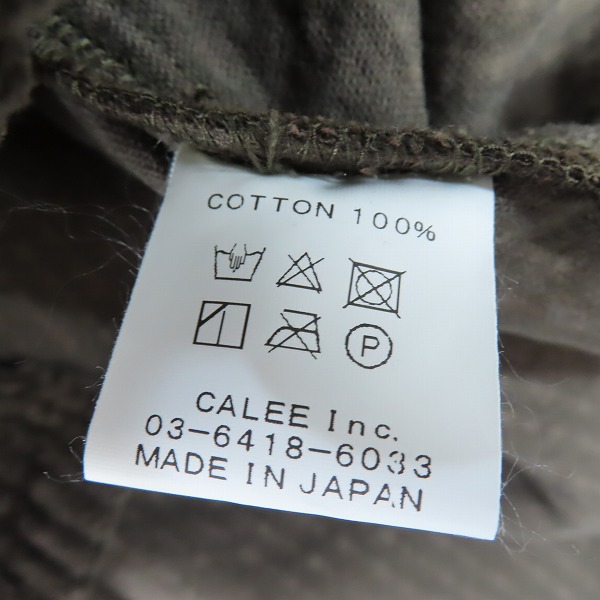 COTTON 100%
P
CALEE Inc.
03-6418-6033
MADE IN JAPAN